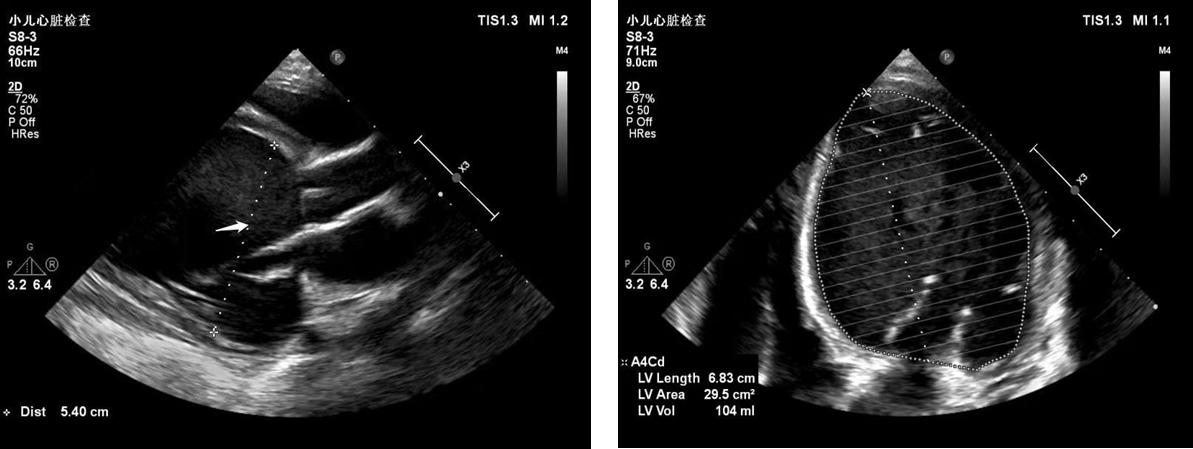 小儿心脏检查
TIS1.3 MI 1.2
S8-3
66Hz
10cm
M4
2D
72%
C 50
P Off
HRes
P
x3
G
P R
3.2 6.4
Dist 5.40 cm
小儿心脏检查
TIS1.3 MI 1.1
S8-3
71Hz
9.0cm
M4
2D
67%
C 50
P Off
HRes
P
x3
G
P R
3.2 6.4
A4Cd
LV Length 6.83 cm
LV Area 29.5 cm²
LV Vol 104 ml